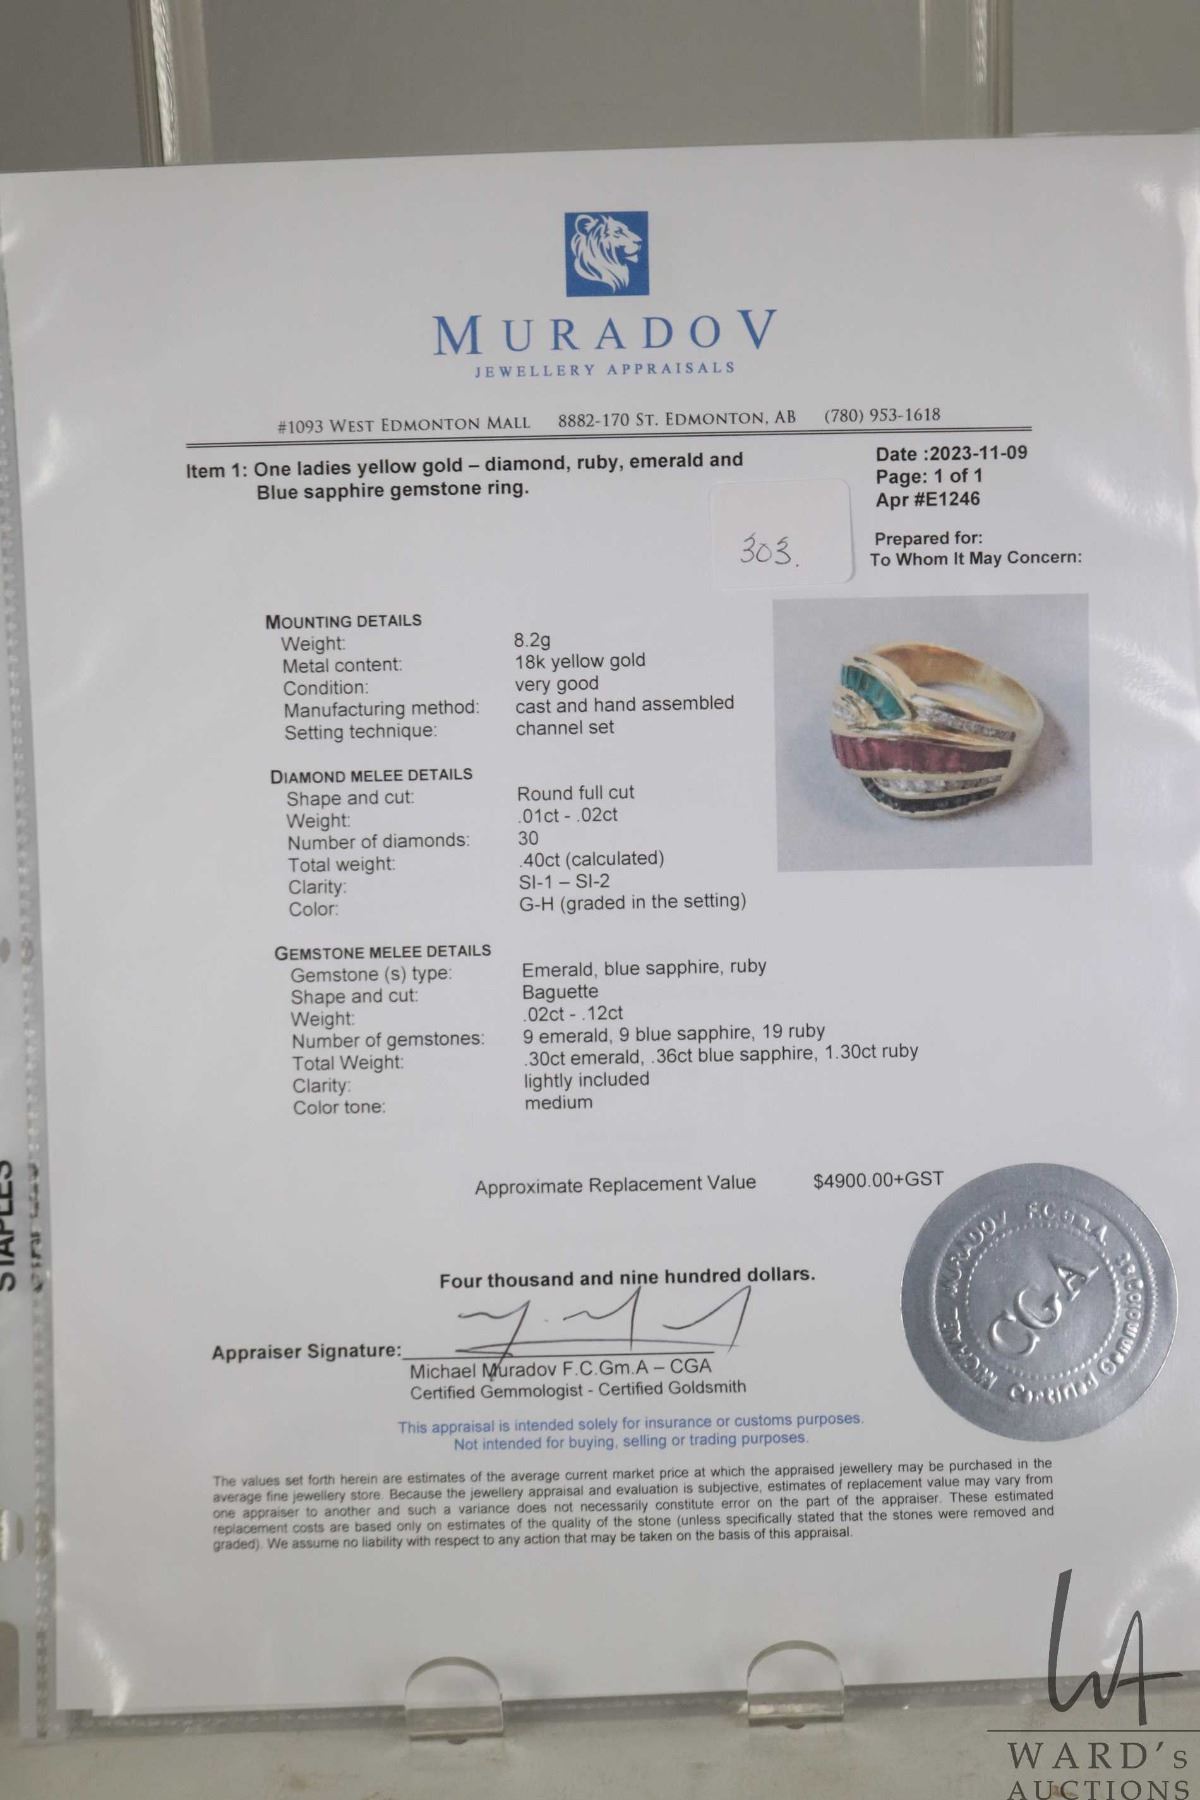 MURADOV
JEWELLERY APPRAISALS
#1093 WEST EDMONTON MALL 8882-170 ST. EDMONTON, AB (780) 953-1618
Item 1: One ladies yellow gold – diamond, ruby, emerald and
Blue sapphire gemstone ring.
Date :2023-11-09
Page: 1 of 1
Apr #E1246
303.
Prepared for:
To Whom It May Concern:
MOUNTING DETAILS
Weight: 8.2g
Metal content: 18k yellow gold
Condition: very good
Manufacturing method: cast and hand assembled
Setting technique: channel set
DIAMOND MELEE DETAILS
Shape and cut: Round full cut
Weight: .01ct - .02ct
Number of diamonds: 30
Total weight: .40ct (calculated)
Clarity: SI-1 – SI-2
Color: G-H (graded in the setting)
GEMSTONE MELEE DETAILS
Gemstone (s) type: Emerald, blue sapphire, ruby
Shape and cut: Baguette
Weight: .02ct - .12ct
Number of gemstones: 9 emerald, 9 blue sapphire, 19 ruby
Total Weight: .30ct emerald, .36ct blue sapphire, 1.30ct ruby
Clarity: lightly included
Color tone: medium
Approximate Replacement Value $4900.00+GST
Four thousand and nine hundred dollars.
Appraiser Signature:
Michael Muradov F.C.Gm.A – CGA
Certified Gemmologist - Certified Goldsmith
This appraisal is intended solely for insurance or customs purposes.
Not intended for buying, selling or trading purposes.
The values set forth herein are estimates of the average current market price at which the appraised jewellery may be purchased in the
average fine jewellery store. Because the jewellery appraisal and evaluation is subjective, estimates of replacement value may vary from
one appraiser to another and such a variance does not necessarily constitute error on the part of the appraiser. These estimated
replacement costs are based only on estimates of the quality of the stone (unless specifically stated that the stones were removed and
graded). We assume no liability with respect to any action that may be taken on the basis of this appraisal.
MICHAEL MURADOV F.C.Gm.A.
CGA
Certified Gemmologist
STAPLES
WA
WARD's
AUCTIONS